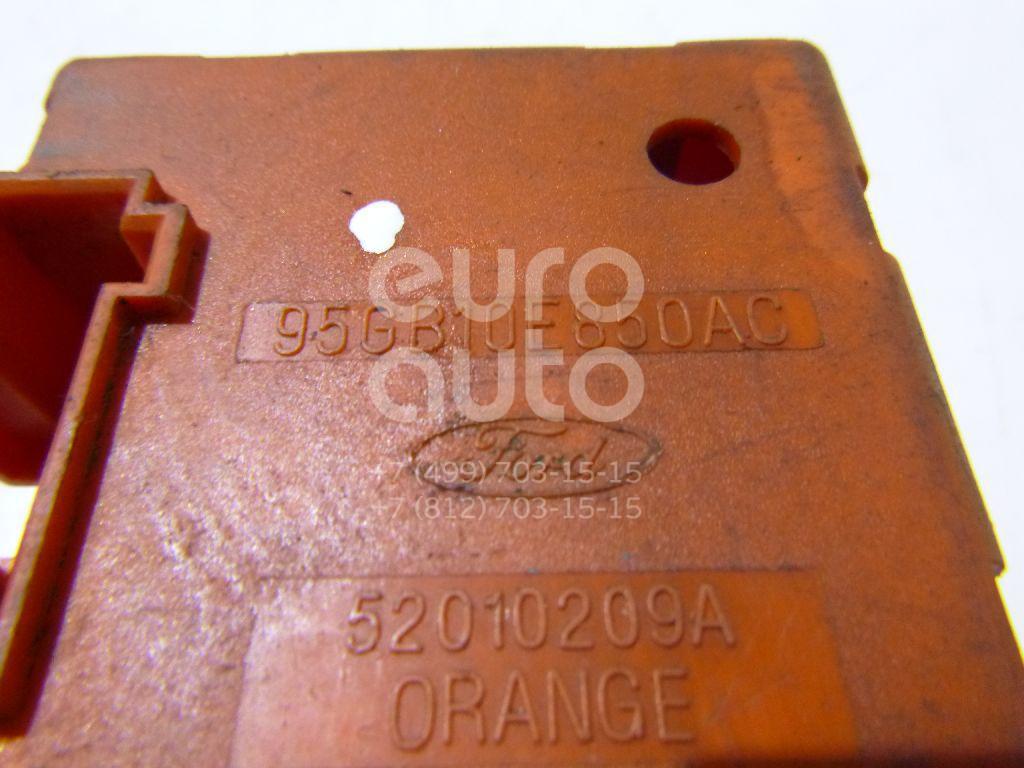 euro
95GB10E850AC
auto
Ford
+7 (499) 703-15-15
+7 (812) 703-15-15
52010209A
ORANGE